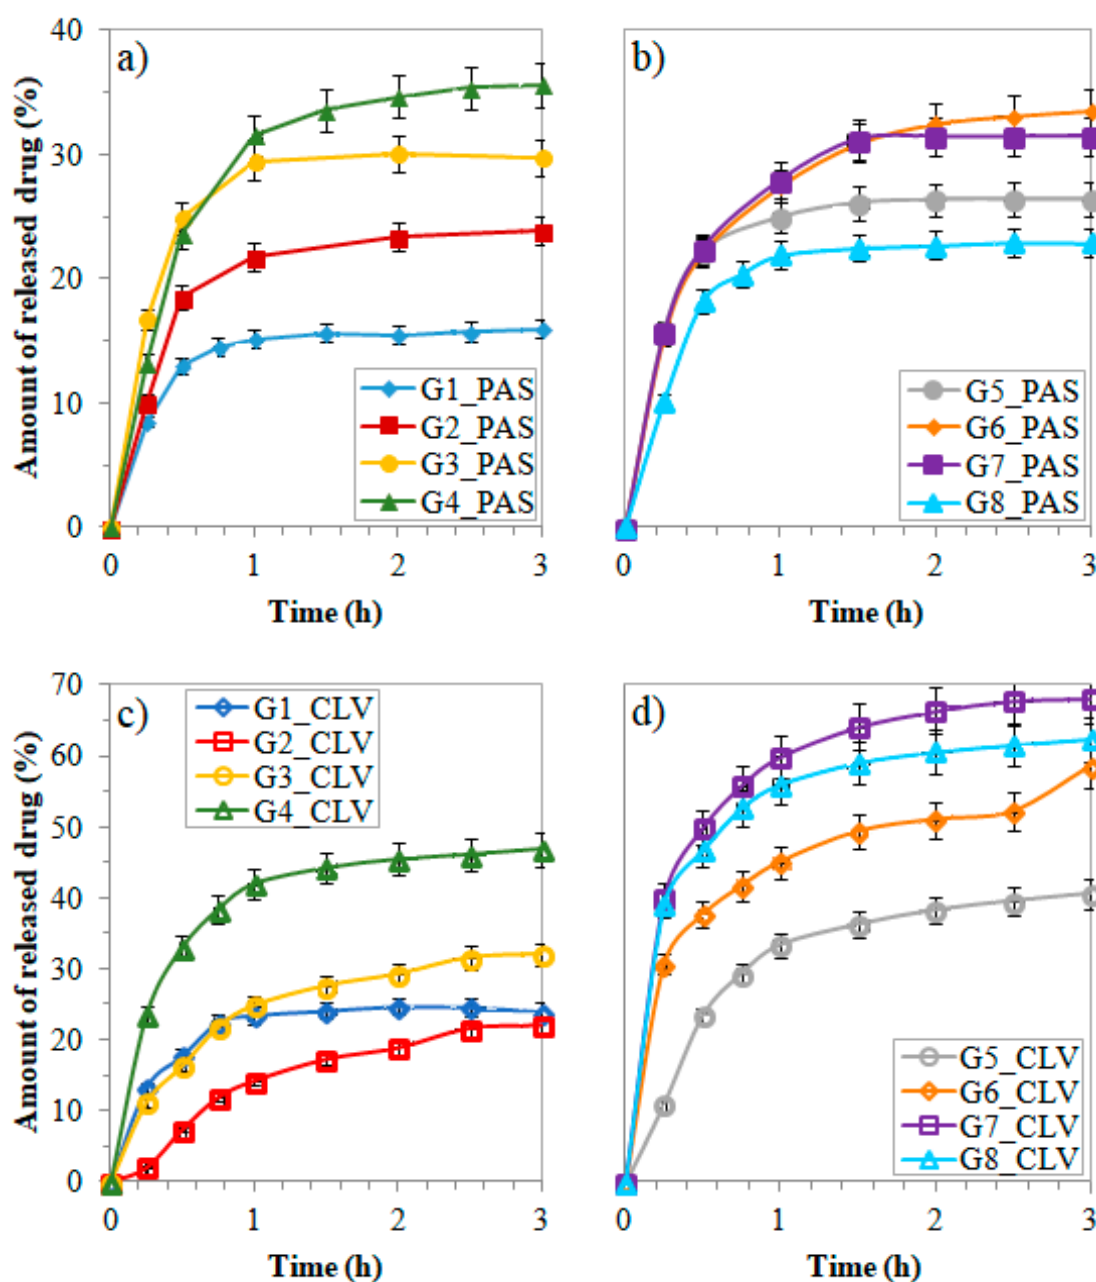 a)
Amount of released drug (%)
40
30
20
10
0
G1_PAS
G2_PAS
G3_PAS
G4_PAS
0 1 2 3
Time (h)
b)
G5_PAS
G6_PAS
G7_PAS
G8_PAS
0 1 2 3
Time (h)
c)
Amount of released drug (%)
70
60
50
40
30
20
10
0
G1_CLV
G2_CLV
G3_CLV
G4_CLV
0 1 2 3
Time (h)
d)
G5_CLV
G6_CLV
G7_CLV
G8_CLV
0 1 2 3
Time (h)